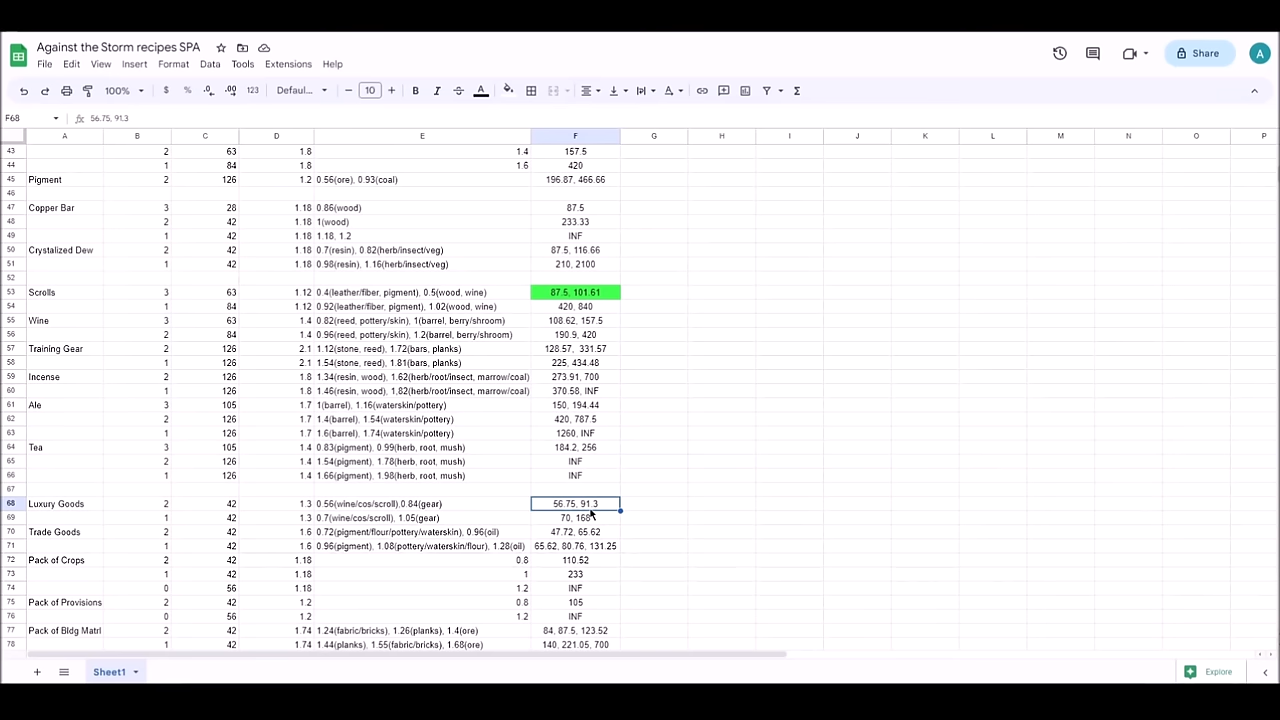 Against the Storm recipes SPA
File Edit View Insert Format Data Tools Extensions Help
Share
A
100% $ % .0 .00 123 Defaul... 10 B I S A
F68 fx 56.75, 91.3
A B C D E F G H I J K L M N O P
43 2 63 1.8 1.4 157.5
44 1 84 1.8 1.6 420
45 Pigment 2 126 1.2 0.56(ore), 0.93(coal) 196.87, 466.66
46
47 Copper Bar 3 28 1.18 0.86(wood) 87.5
48 2 42 1.18 1(wood) 233.33
49 1 42 1.18 1.18, 1.2 INF
50 Crystalized Dew 2 42 1.18 0.7(resin), 0.82(herb/insect/veg) 87.5, 116.66
51 1 42 1.18 0.98(resin), 1.16(herb/insect/veg) 210, 2100
52
53 Scrolls 3 63 1.12 0.4(leather/fiber, pigment), 0.5(wood, wine) 87.5, 101.61
54 1 84 1.12 0.92(leather/fiber, pigment), 1.02(wood, wine) 420, 840
55 Wine 3 63 1.4 0.82(reed, pottery/skin), 1(barrel, berry/shroom) 108.62, 157.5
56 2 84 1.4 0.96(reed, pottery/skin), 1.2(barrel, berry/shroom) 190.9, 420
57 Training Gear 2 126 2.1 1.12(stone, reed), 1.72(bars, planks) 128.57, 331.57
58 1 126 2.1 1.54(stone, reed), 1.81(bars, planks) 225, 434.48
59 Incense 2 126 1.8 1.34(resin, wood), 1.62(herb/root/insect, marrow/coal) 273.91, 700
60 1 126 1.8 1.46(resin, wood), 1,82(herb/root/insect, marrow/coal) 370.58, INF
61 Ale 3 105 1.7 1(barrel), 1.16(waterskin/pottery) 150, 194.44
62 2 126 1.7 1.4(barrel), 1.54(waterskin/pottery) 420, 787.5
63 1 126 1.7 1.6(barrel), 1.74(waterskin/pottery) 1260, INF
64 Tea 3 105 1.4 0.83(pigment), 0.99(herb, root, mush) 184.2, 256
65 2 126 1.4 1.54(pigment), 1.78(herb, root, mush) INF
66 1 126 1.4 1.66(pigment), 1.98(herb, root, mush) INF
67
68 Luxury Goods 2 42 1.3 0.56(wine/cos/scroll),0.84(gear) 56.75, 91.3
69 1 42 1.3 0.7(wine/cos/scroll), 1.05(gear) 70, 168
70 Trade Goods 2 42 1.6 0.72(pigment/flour/pottery/waterskin), 0.96(oil) 47.72, 65.62
71 1 42 1.6 0.96(pigment), 1.08(pottery/waterskin/flour), 1.28(oil) 65.62, 80.76, 131.25
72 Pack of Crops 2 42 1.18 0.8 110.52
73 1 42 1.18 1 233
74 0 56 1.18 1.2 INF
75 Pack of Provisions 2 42 1.2 0.8 105
76 0 56 1.2 1.2 INF
77 Pack of Bldg Matrl 2 42 1.74 1.24(fabric/bricks), 1.26(planks), 1.4(ore) 84, 87.5, 123.52
78 1 42 1.74 1.44(planks), 1.55(fabric/bricks), 1.68(ore) 140, 221.05, 700
Sheet1
Explore